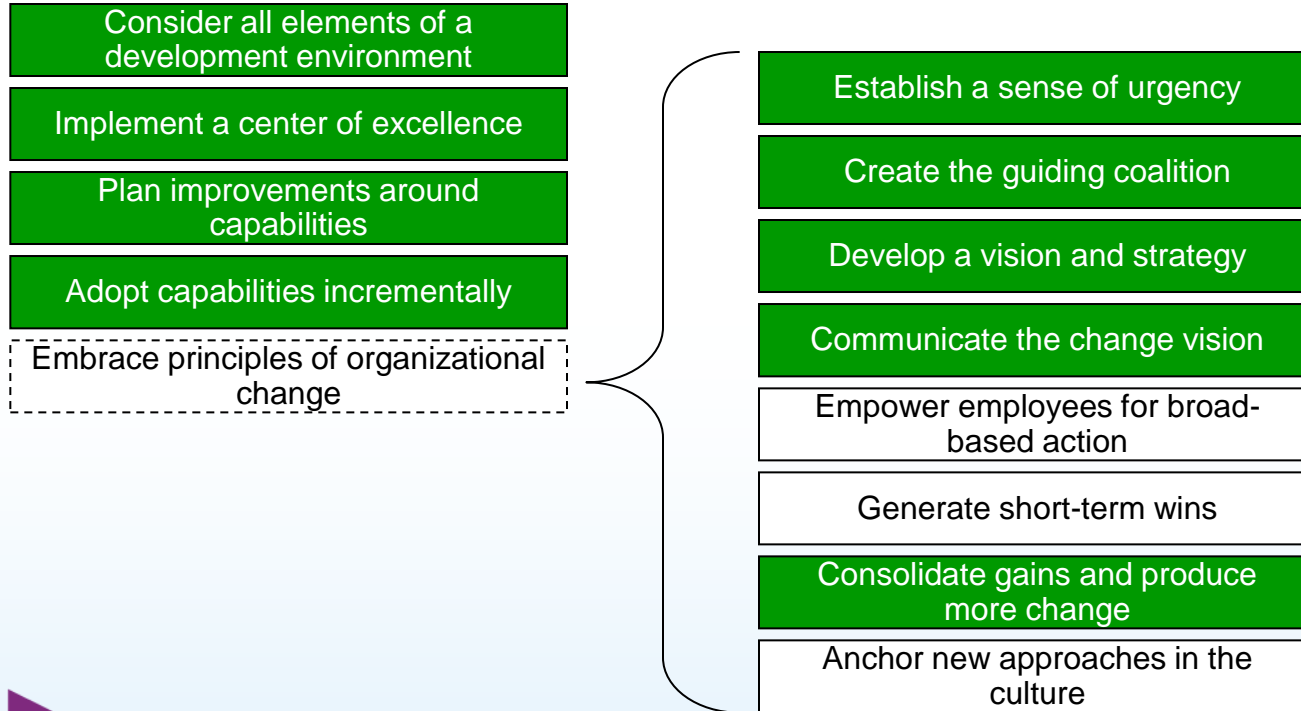 Consider all elements of a
development environment
Implement a center of excellence
Plan improvements around
capabilities
Adopt capabilities incrementally
Embrace principles of organizational
change
Establish a sense of urgency
Create the guiding coalition
Develop a vision and strategy
Communicate the change vision
Empower employees for broad-
based action
Generate short-term wins
Consolidate gains and produce
more change
Anchor new approaches in the
culture